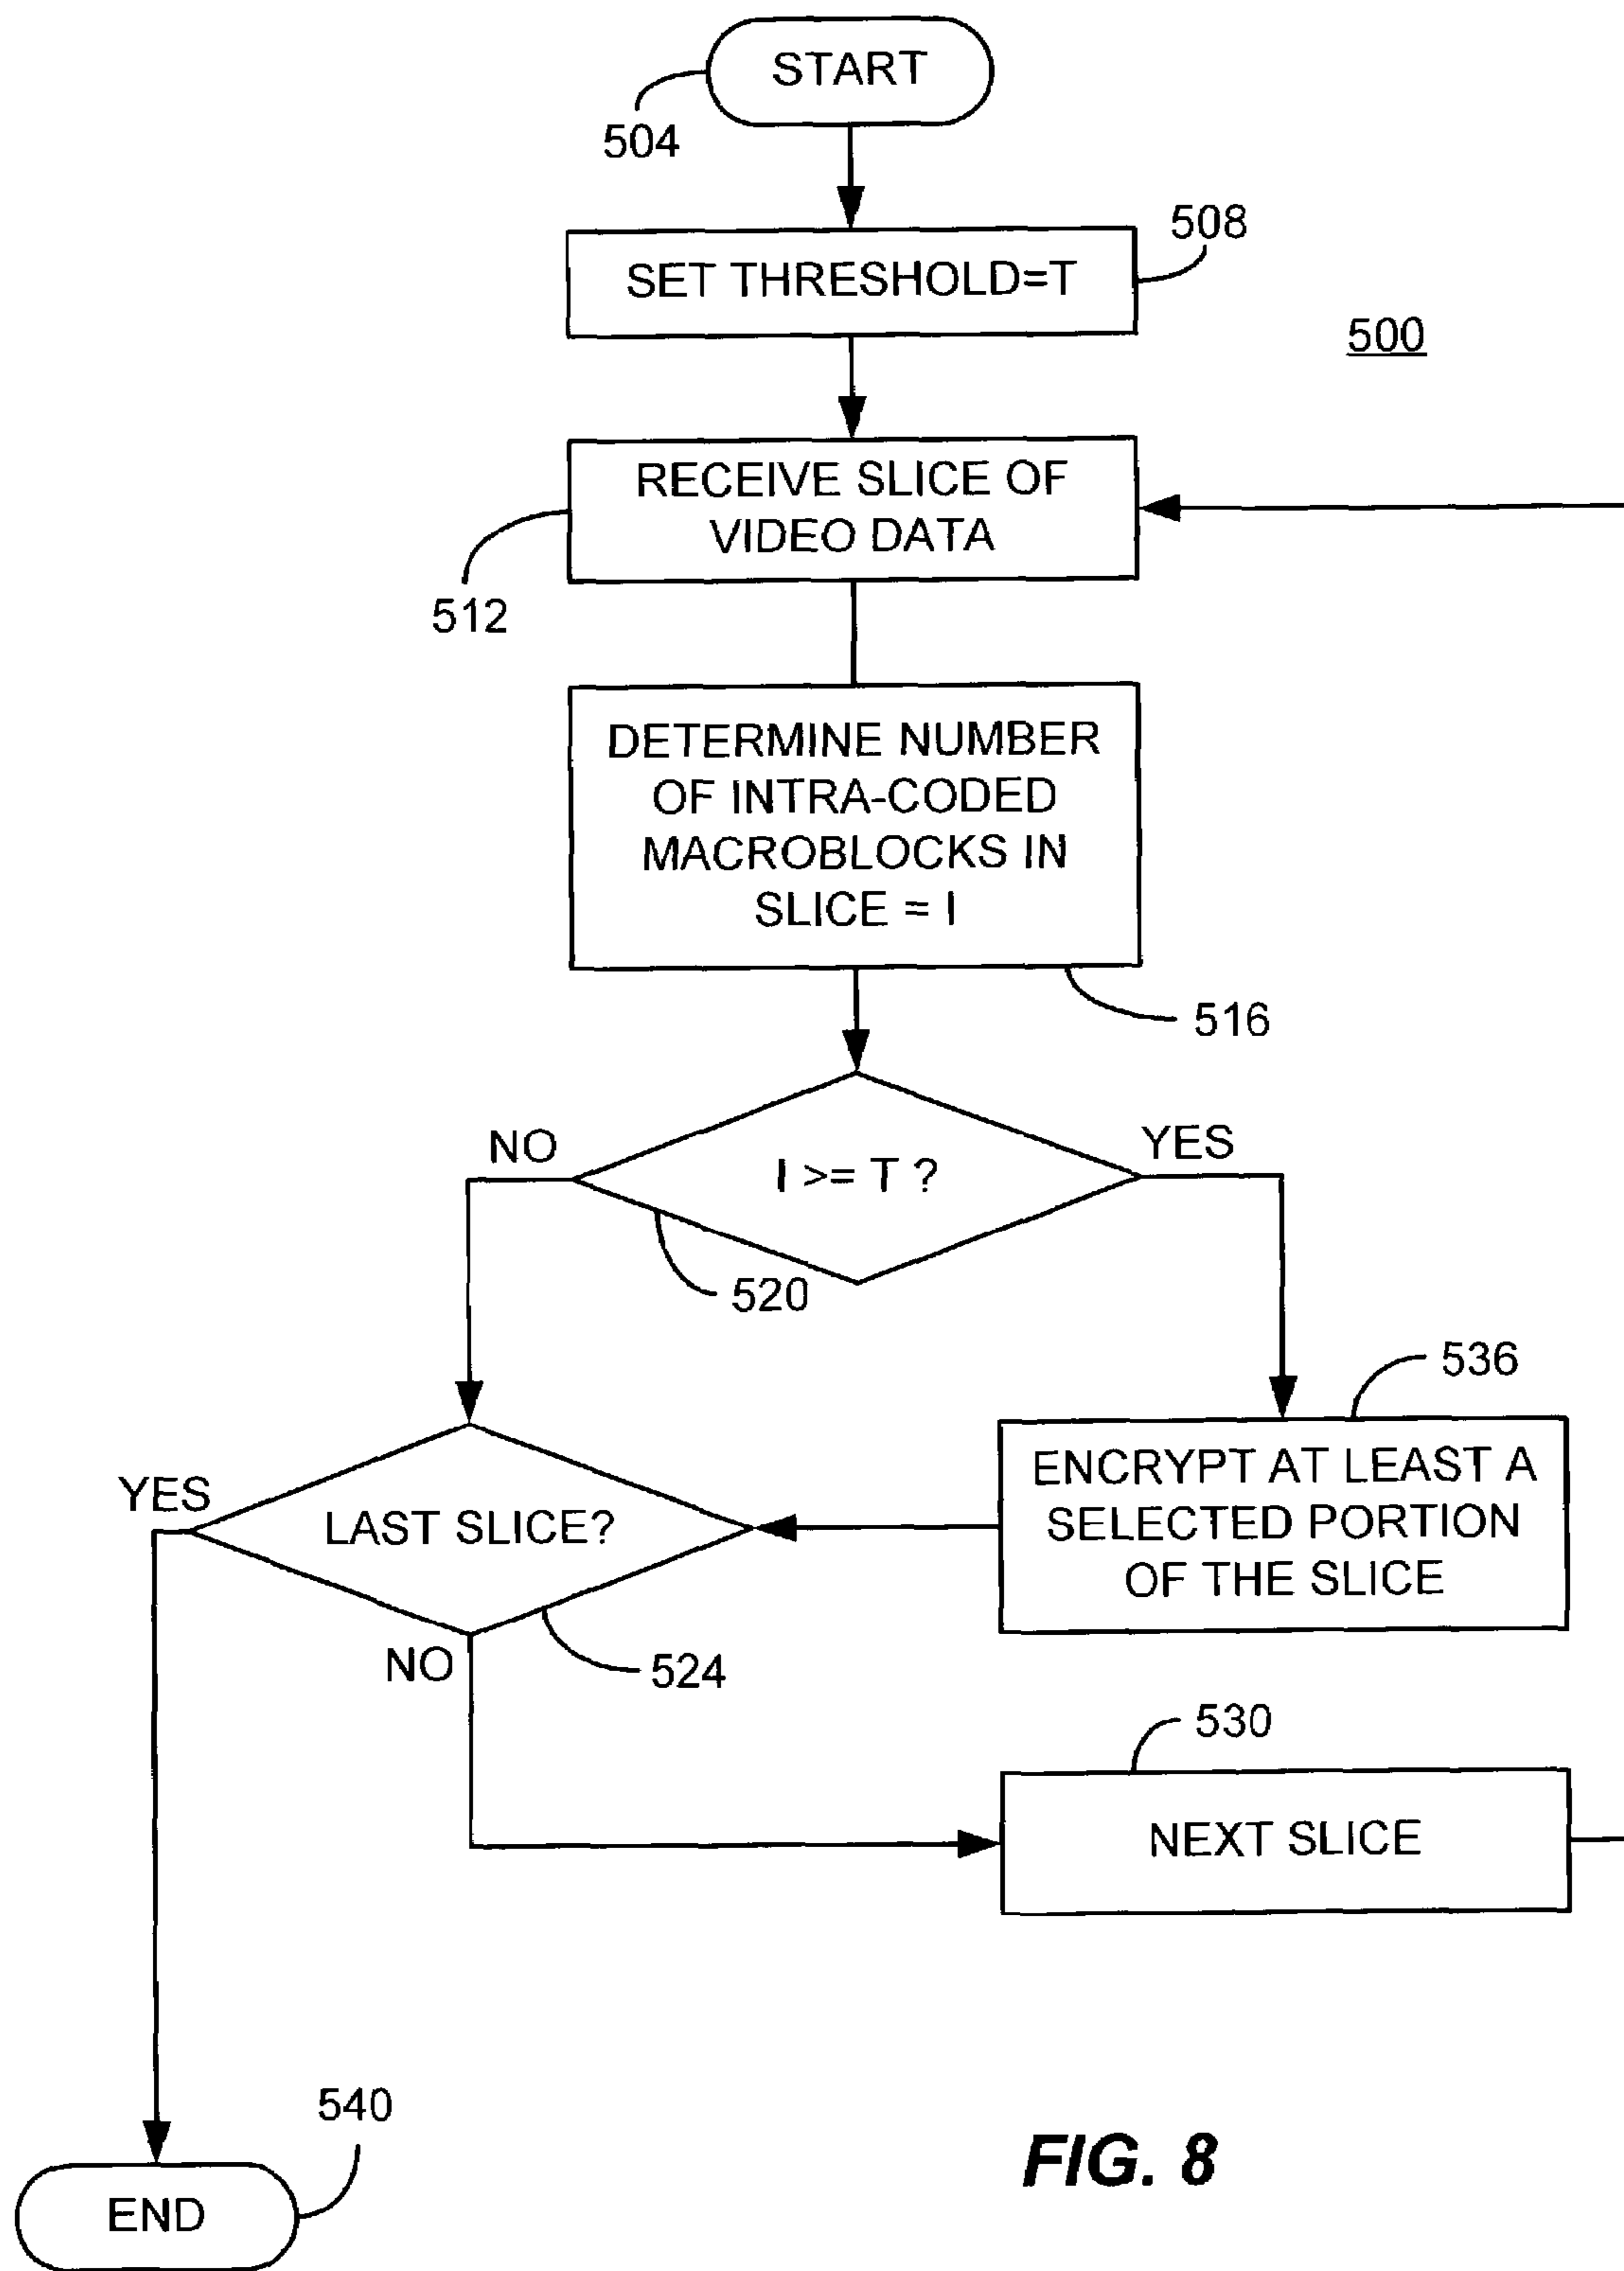 START
504
508
SET THRESHOLD=T
500
RECEIVE SLICE OF
VIDEO DATA
512
DETERMINE NUMBER
OF INTRA-CODED
MACROBLOCKS IN
SLICE = I
516
NO
YES
I >= T ?
520
536
ENCRYPT AT LEAST A
SELECTED PORTION
OF THE SLICE
YES
LAST SLICE?
NO
524
530
NEXT SLICE
540
END
FIG. 8